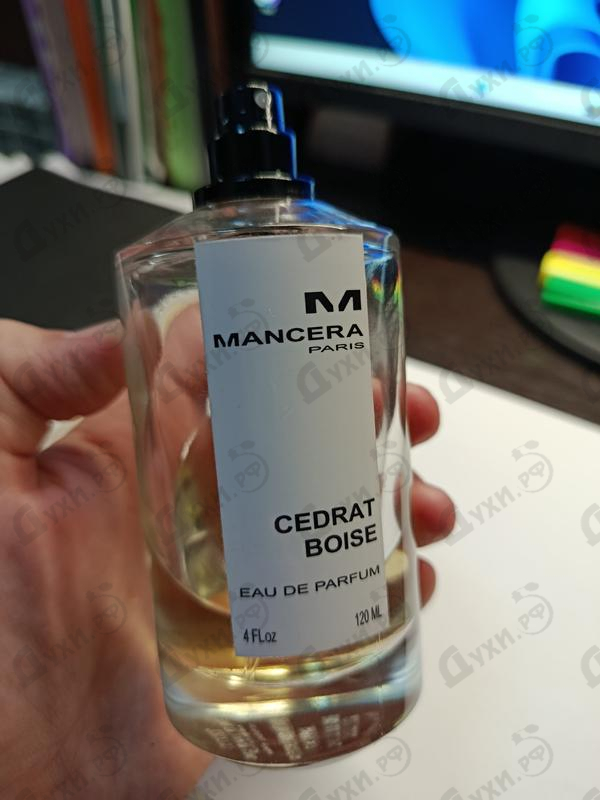 M
MANCERA
PARIS
CEDRAT
BOISE
EAU DE PARFUM
4 FLoz
120 ML
Духи.рф